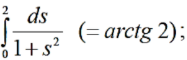 ∫₀² ds/(1+s²) (= arctg 2);